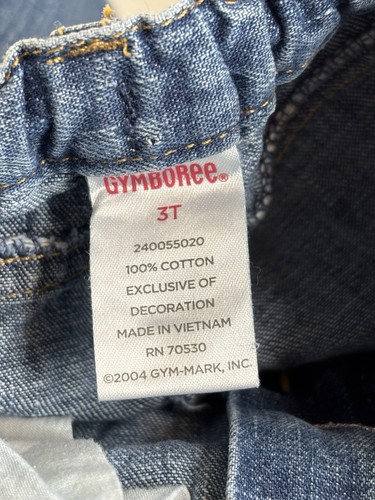 GYMBOREE®
3T
240055020
100% COTTON
EXCLUSIVE OF
DECORATION
MADE IN VIETNAM
RN 70530
©2004 GYM-MARK, INC.